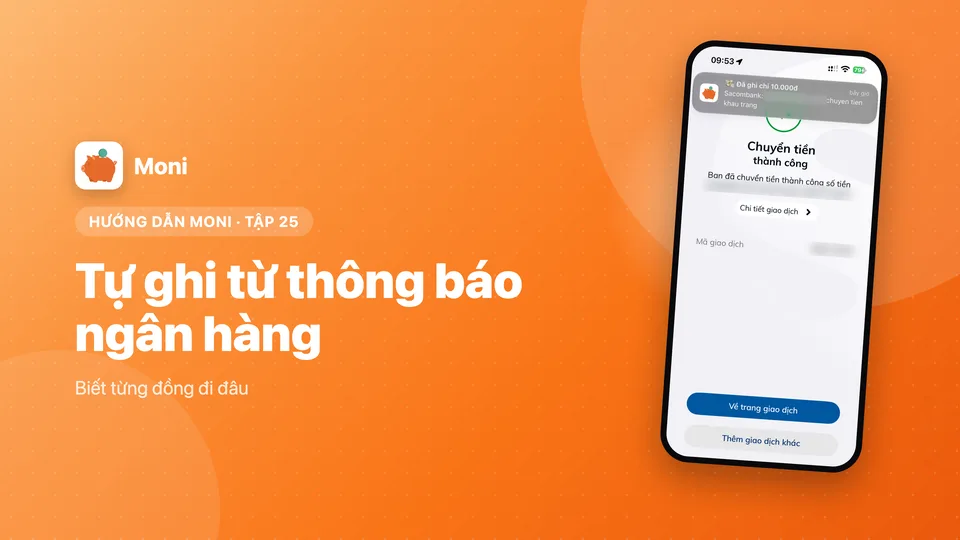 Moni
HƯỚNG DẪN MONI · TẬP 25
Tự ghi từ thông báo
ngân hàng
Biết từng đồng đi đâu
09:53
Đã ghi chi 10.000đ
bây giờ
Sacombank:
chuyen tien
khau trang
Chuyển tiền
thành công
Bạn đã chuyển tiền thành công số tiền
Chi tiết giao dịch
Mã giao dịch
Về trang giao dịch
Thêm giao dịch khác